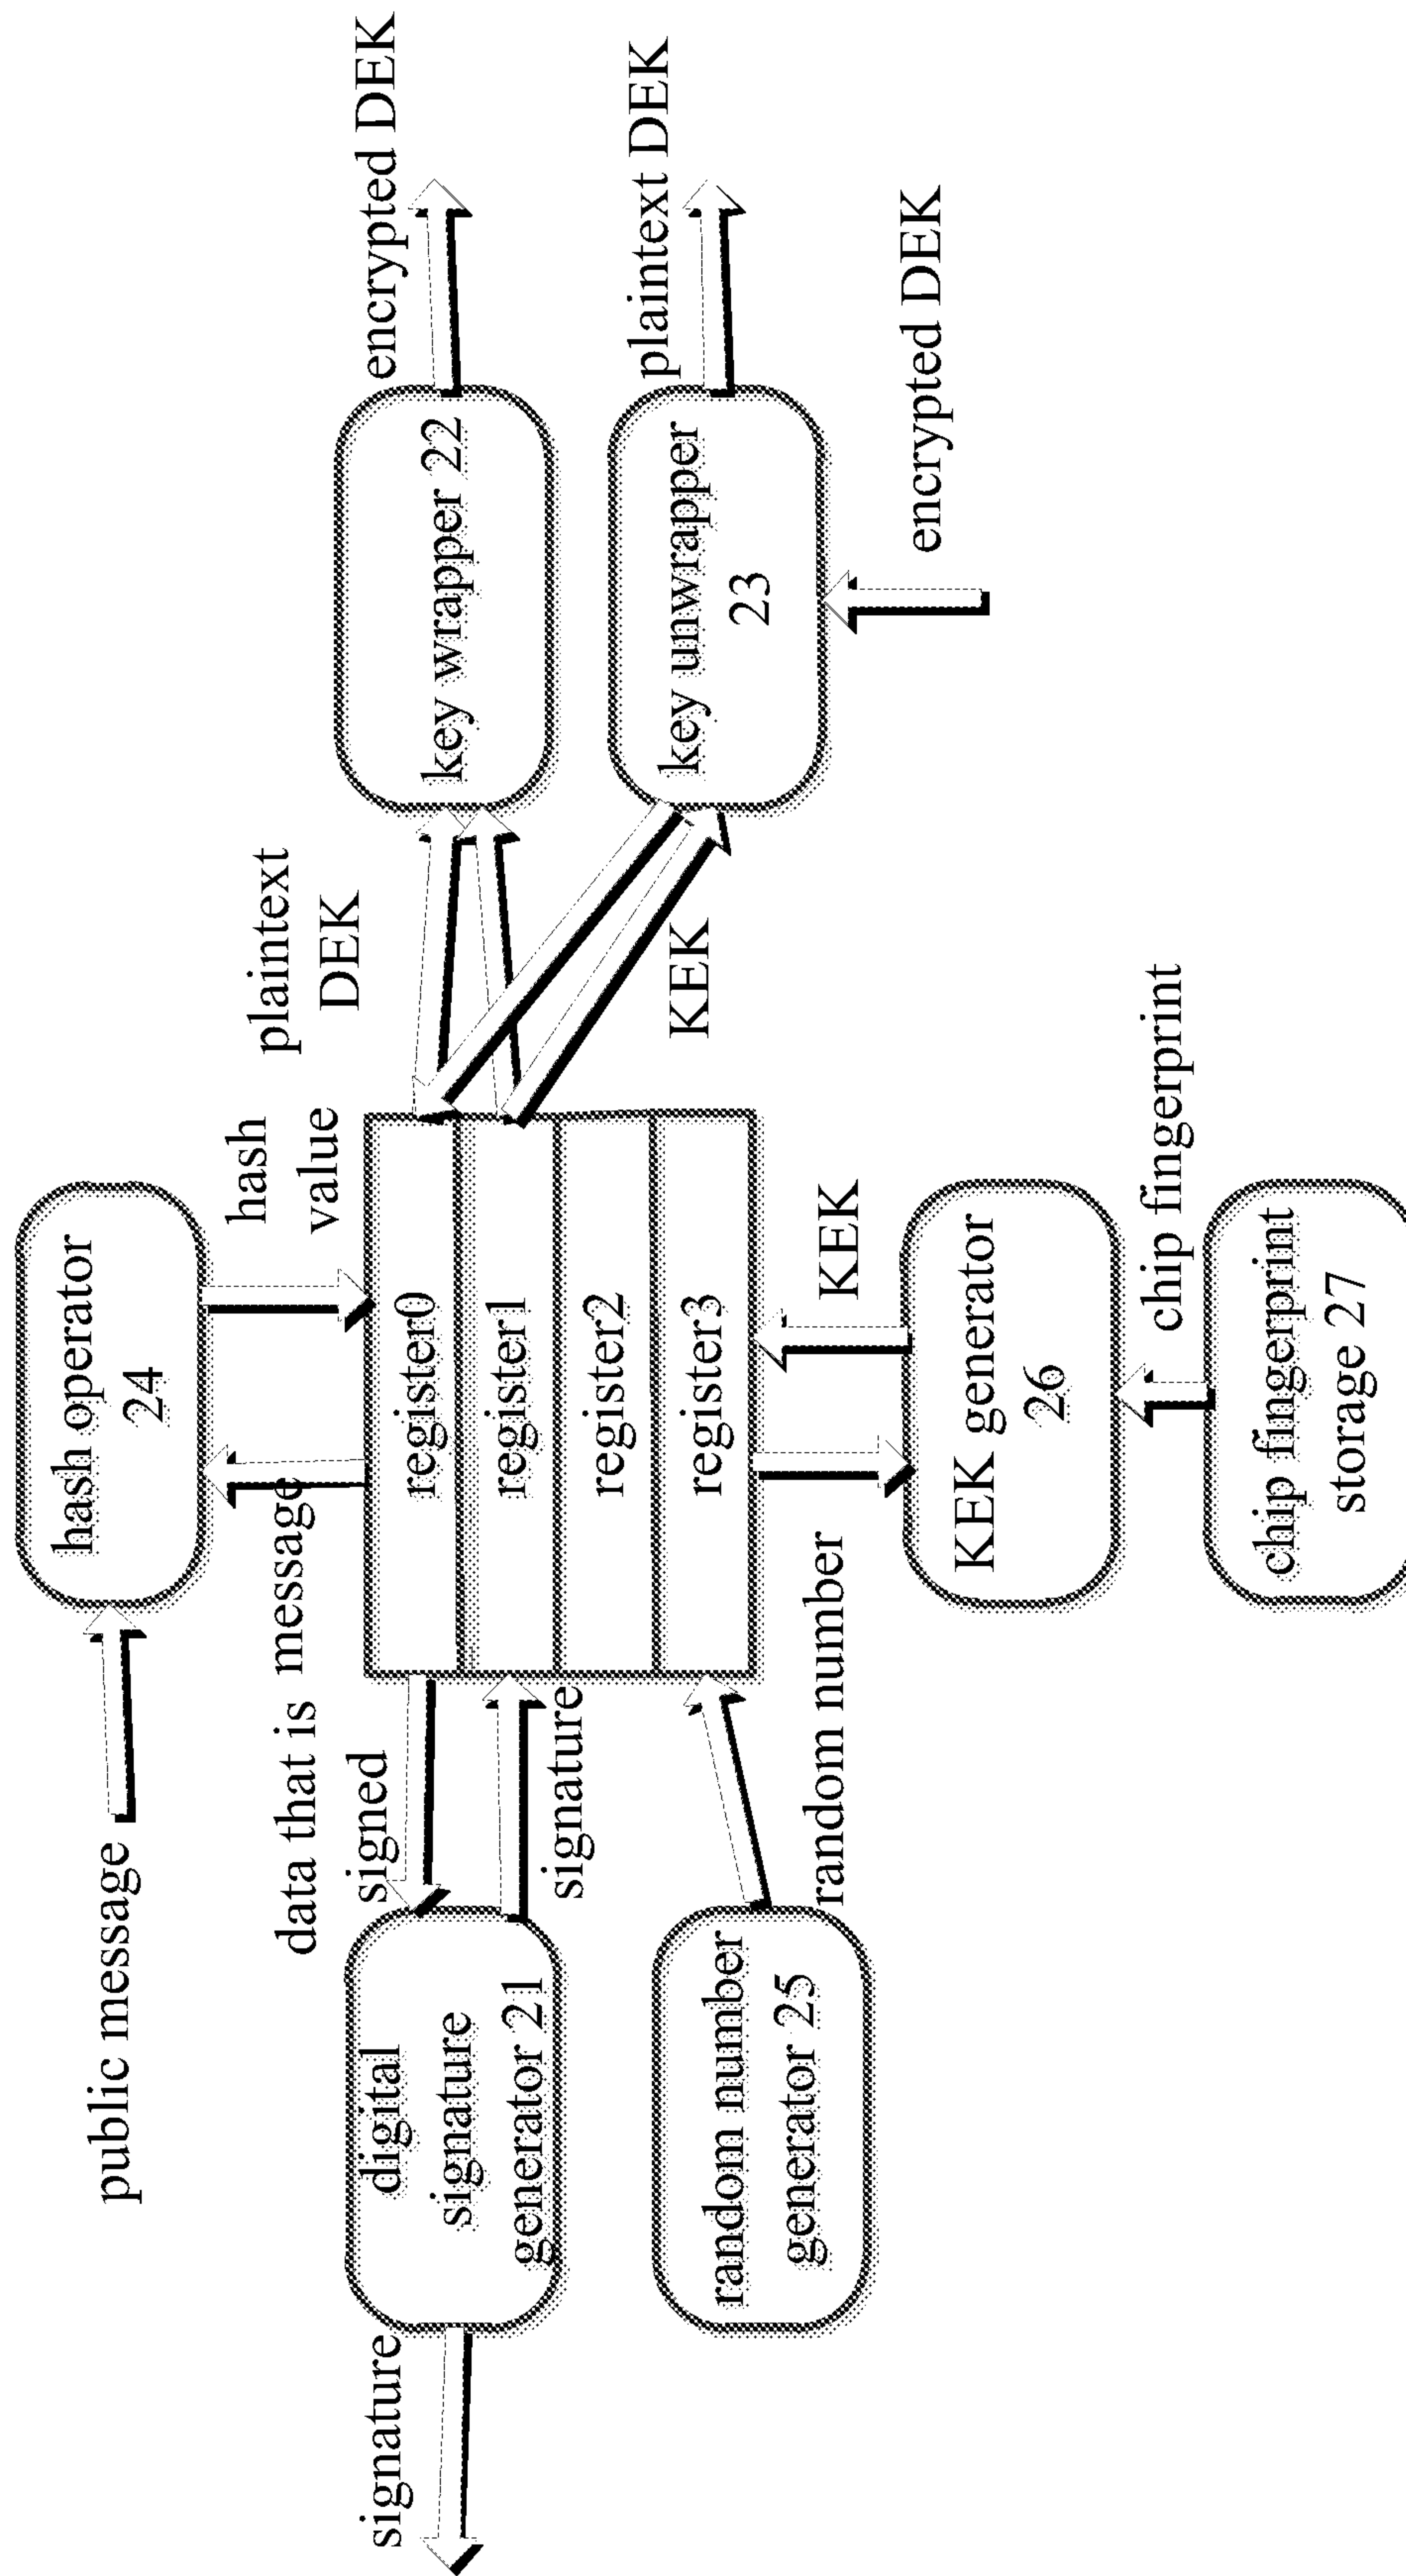 public message
hash operator
24
data that is message
signed
hash
value
plaintext
DEK
signature
digital
signature
generator 21
signature
register0
register1
register2
register3
key wrapper 22
encrypted DEK
key unwrapper
23
plaintext DEK
KEK
encrypted DEK
random number
generator 25
random number
KEK
KEK generator
26
chip fingerprint
chip fingerprint
storage 27